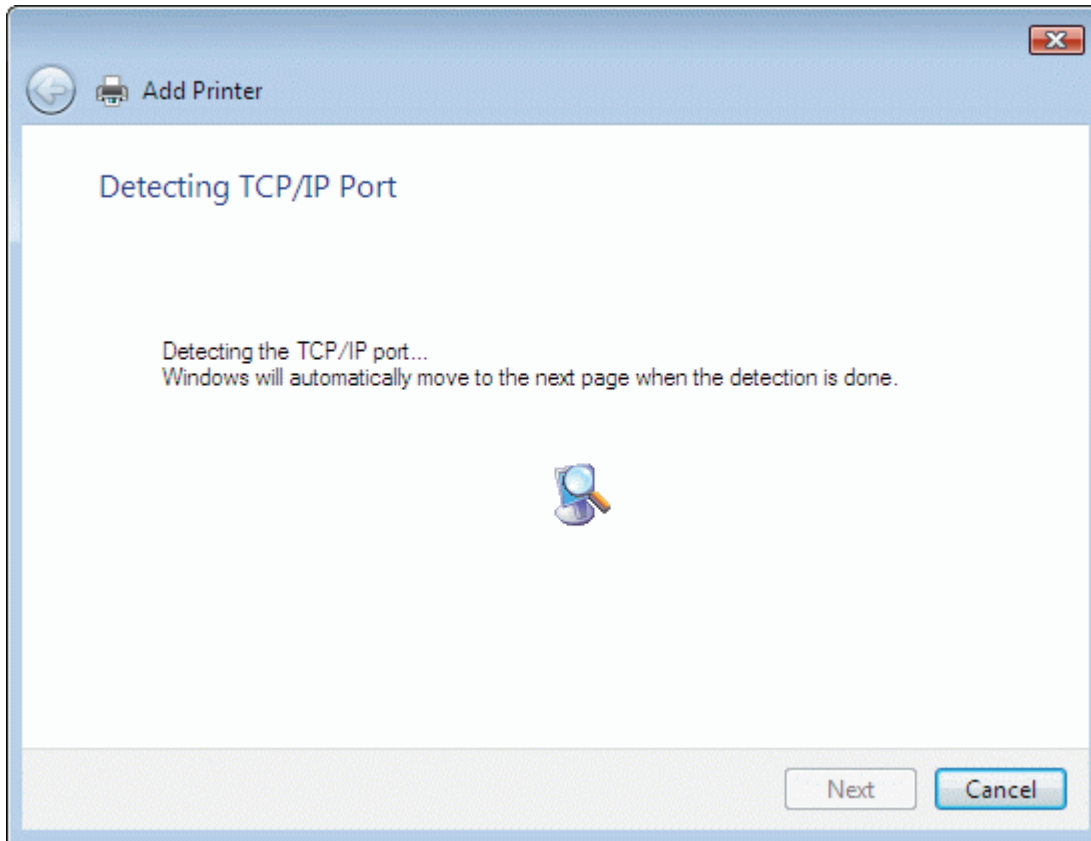 Add Printer
Detecting TCP/IP Port
Detecting the TCP/IP port...
Windows will automatically move to the next page when the detection is done.
Next
Cancel